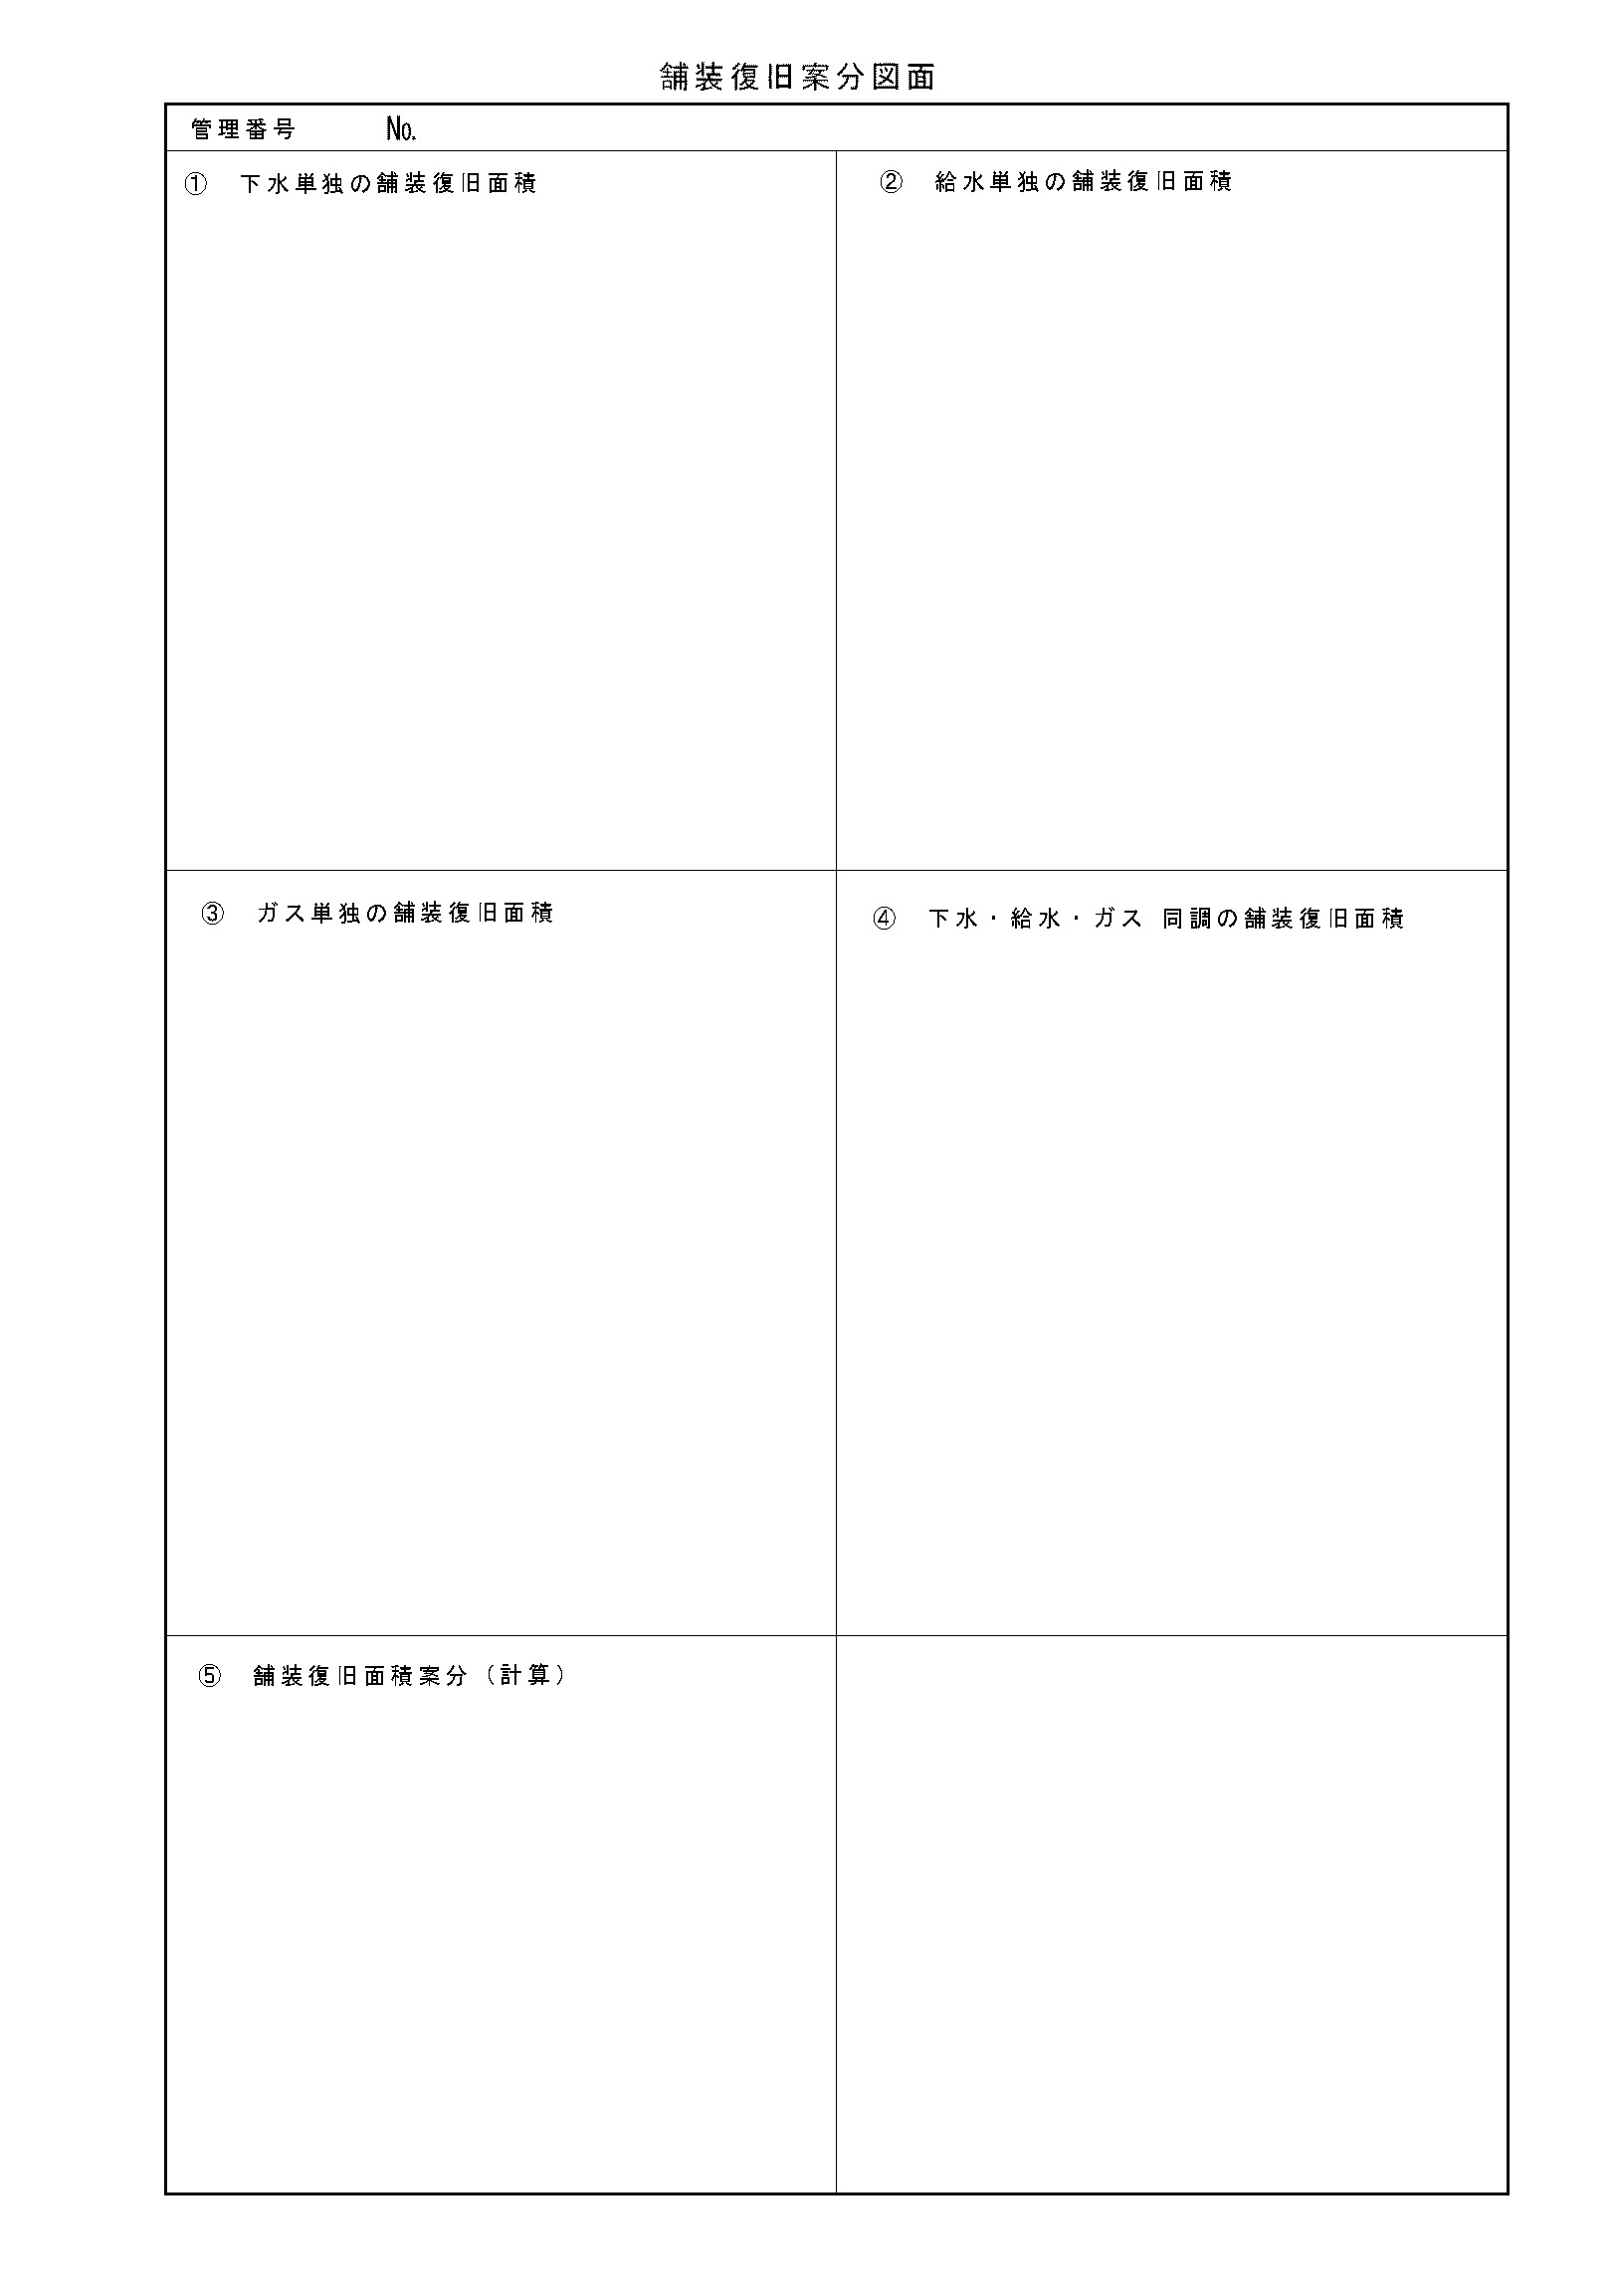 舗装復旧案分図面
管理番号 No.
① 下水単独の舗装復旧面積
② 給水単独の舗装復旧面積
③ ガス単独の舗装復旧面積
④ 下水・給水・ガス 同調の舗装復旧面積
⑤ 舗装復旧面積案分（計算）